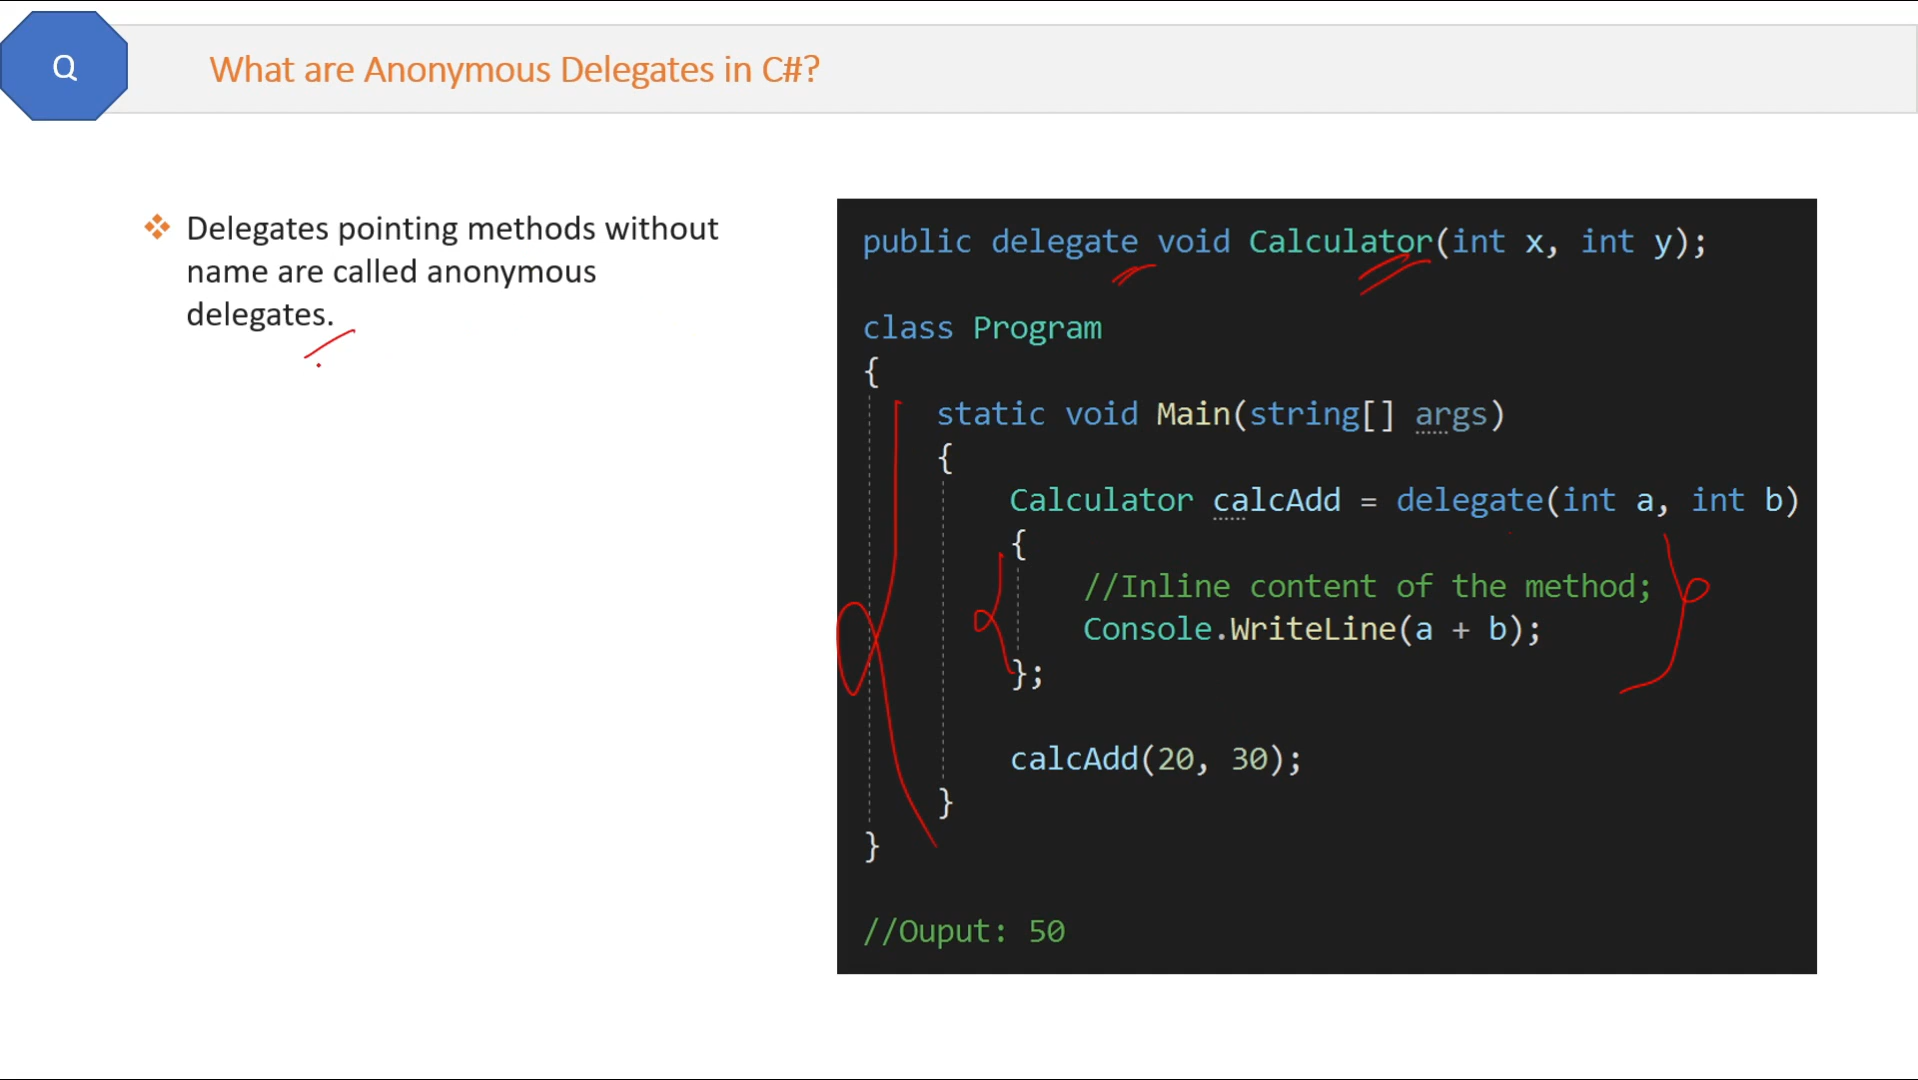 Q
What are Anonymous Delegates in C#?
Delegates pointing methods without
name are called anonymous
delegates.
public delegate void Calculator(int x, int y);
class Program
{
static void Main(string[] args)
{
Calculator calcAdd = delegate(int a, int b)
{
//Inline content of the method;
Console.WriteLine(a + b);
};
calcAdd(20, 30);
}
}
//Ouput: 50